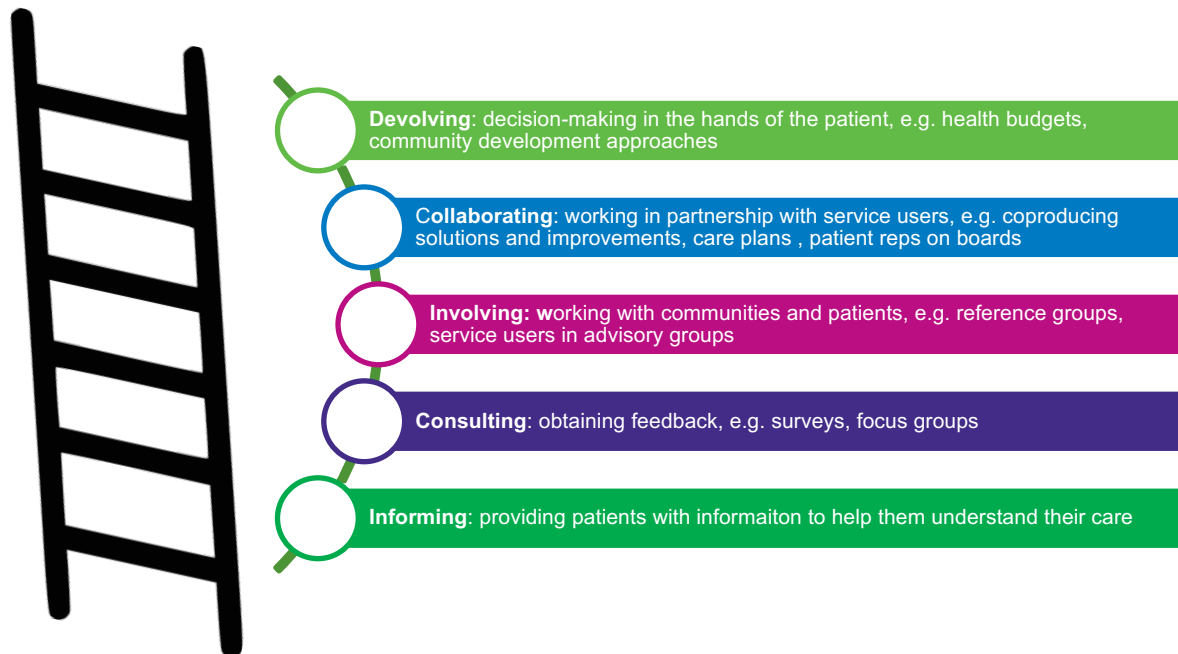 Devolving: decision-making in the hands of the patient, e.g. health budgets,
community development approaches
Collaborating: working in partnership with service users, e.g. coproducing
solutions and improvements, care plans , patient reps on boards
Involving: working with communities and patients, e.g. reference groups,
service users in advisory groups
Consulting: obtaining feedback, e.g. surveys, focus groups
Informing: providing patients with informaiton to help them understand their care